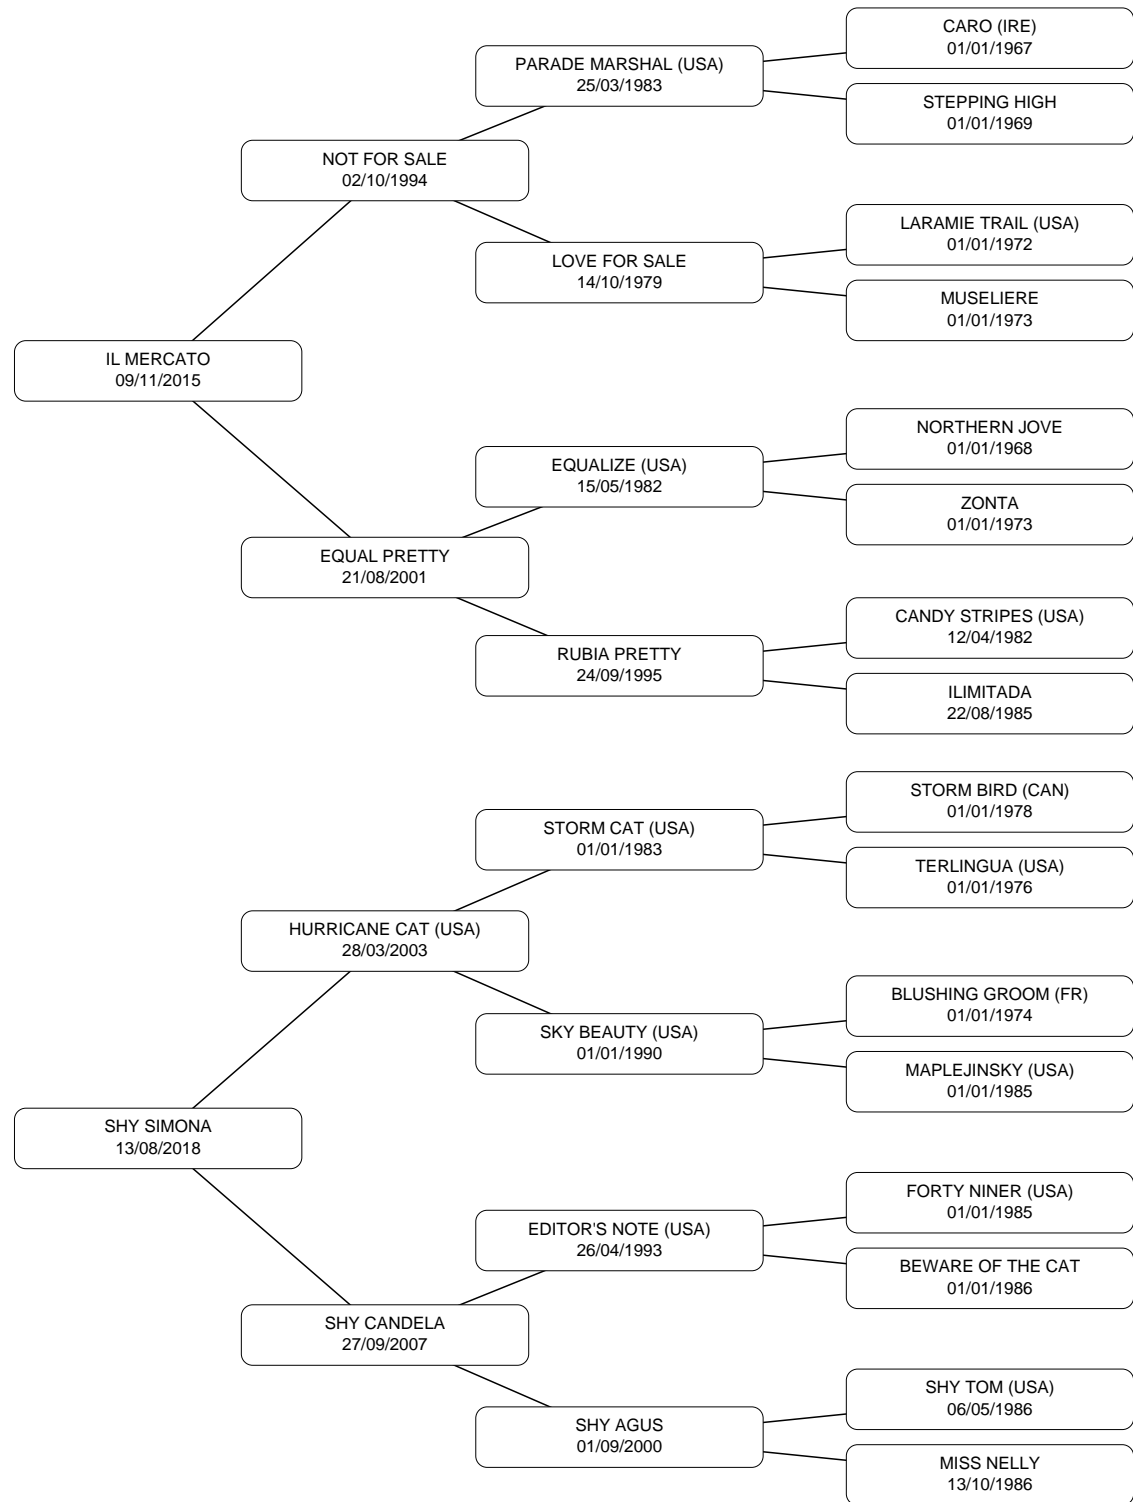 CARO (IRE)
01/01/1967
PARADE MARSHAL (USA)
25/03/1983
STEPPING HIGH
01/01/1969
NOT FOR SALE
02/10/1994
LARAMIE TRAIL (USA)
01/01/1972
LOVE FOR SALE
14/10/1979
MUSELIERE
01/01/1973
IL MERCATO
09/11/2015
NORTHERN JOVE
01/01/1968
EQUALIZE (USA)
15/05/1982
ZONTA
01/01/1973
EQUAL PRETTY
21/08/2001
CANDY STRIPES (USA)
12/04/1982
RUBIA PRETTY
24/09/1995
ILIMITADA
22/08/1985
STORM BIRD (CAN)
01/01/1978
STORM CAT (USA)
01/01/1983
TERLINGUA (USA)
01/01/1976
HURRICANE CAT (USA)
28/03/2003
BLUSHING GROOM (FR)
01/01/1974
SKY BEAUTY (USA)
01/01/1990
MAPLEJINSKY (USA)
01/01/1985
SHY SIMONA
13/08/2018
FORTY NINER (USA)
01/01/1985
EDITOR'S NOTE (USA)
26/04/1993
BEWARE OF THE CAT
01/01/1986
SHY CANDELA
27/09/2007
SHY TOM (USA)
06/05/1986
SHY AGUS
01/09/2000
MISS NELLY
13/10/1986